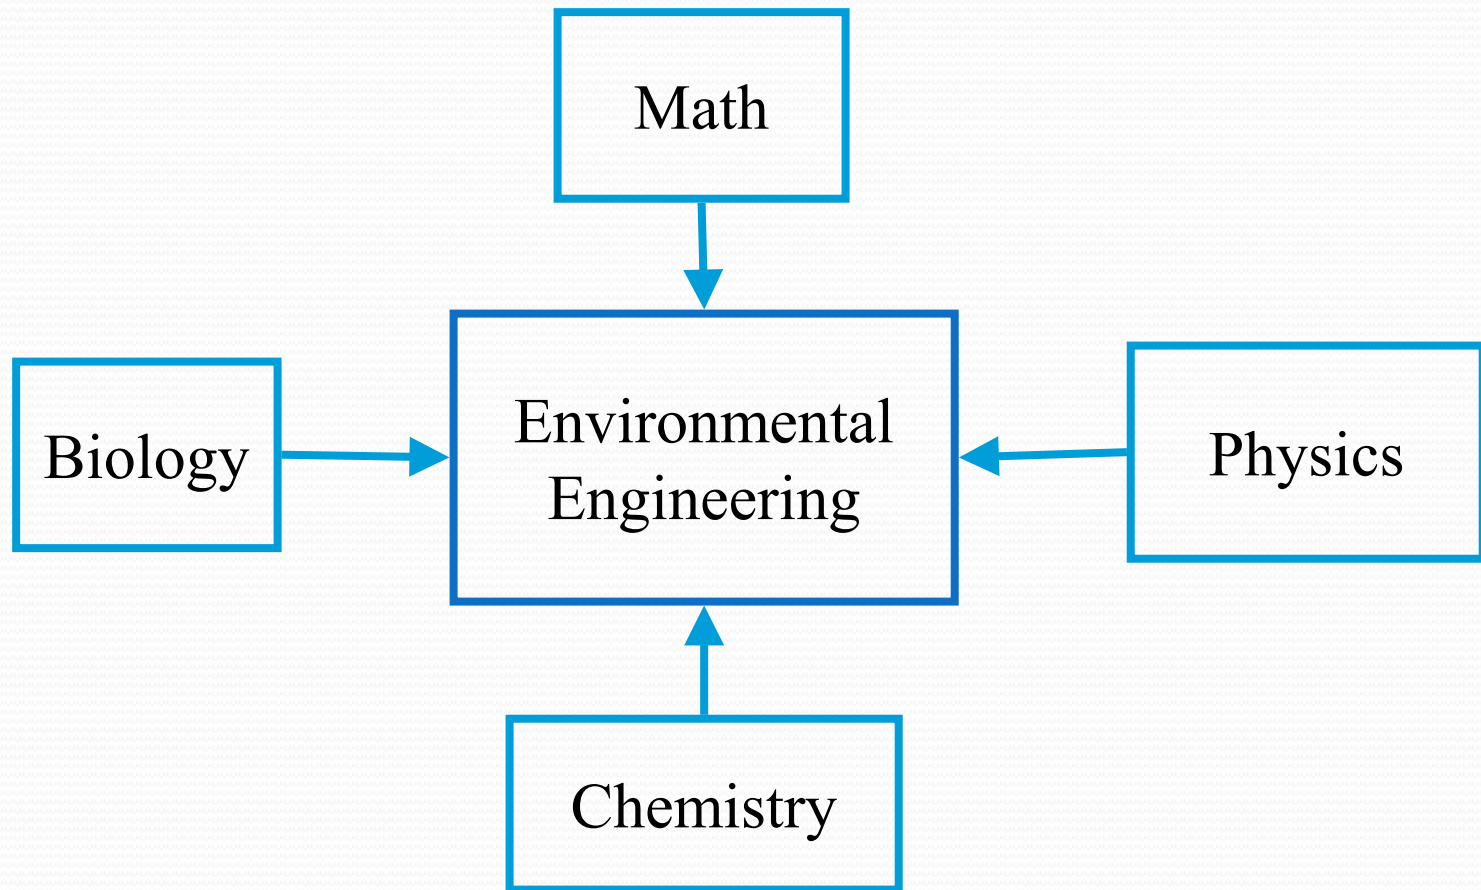 Math
Biology
Environmental
Engineering
Physics
Chemistry